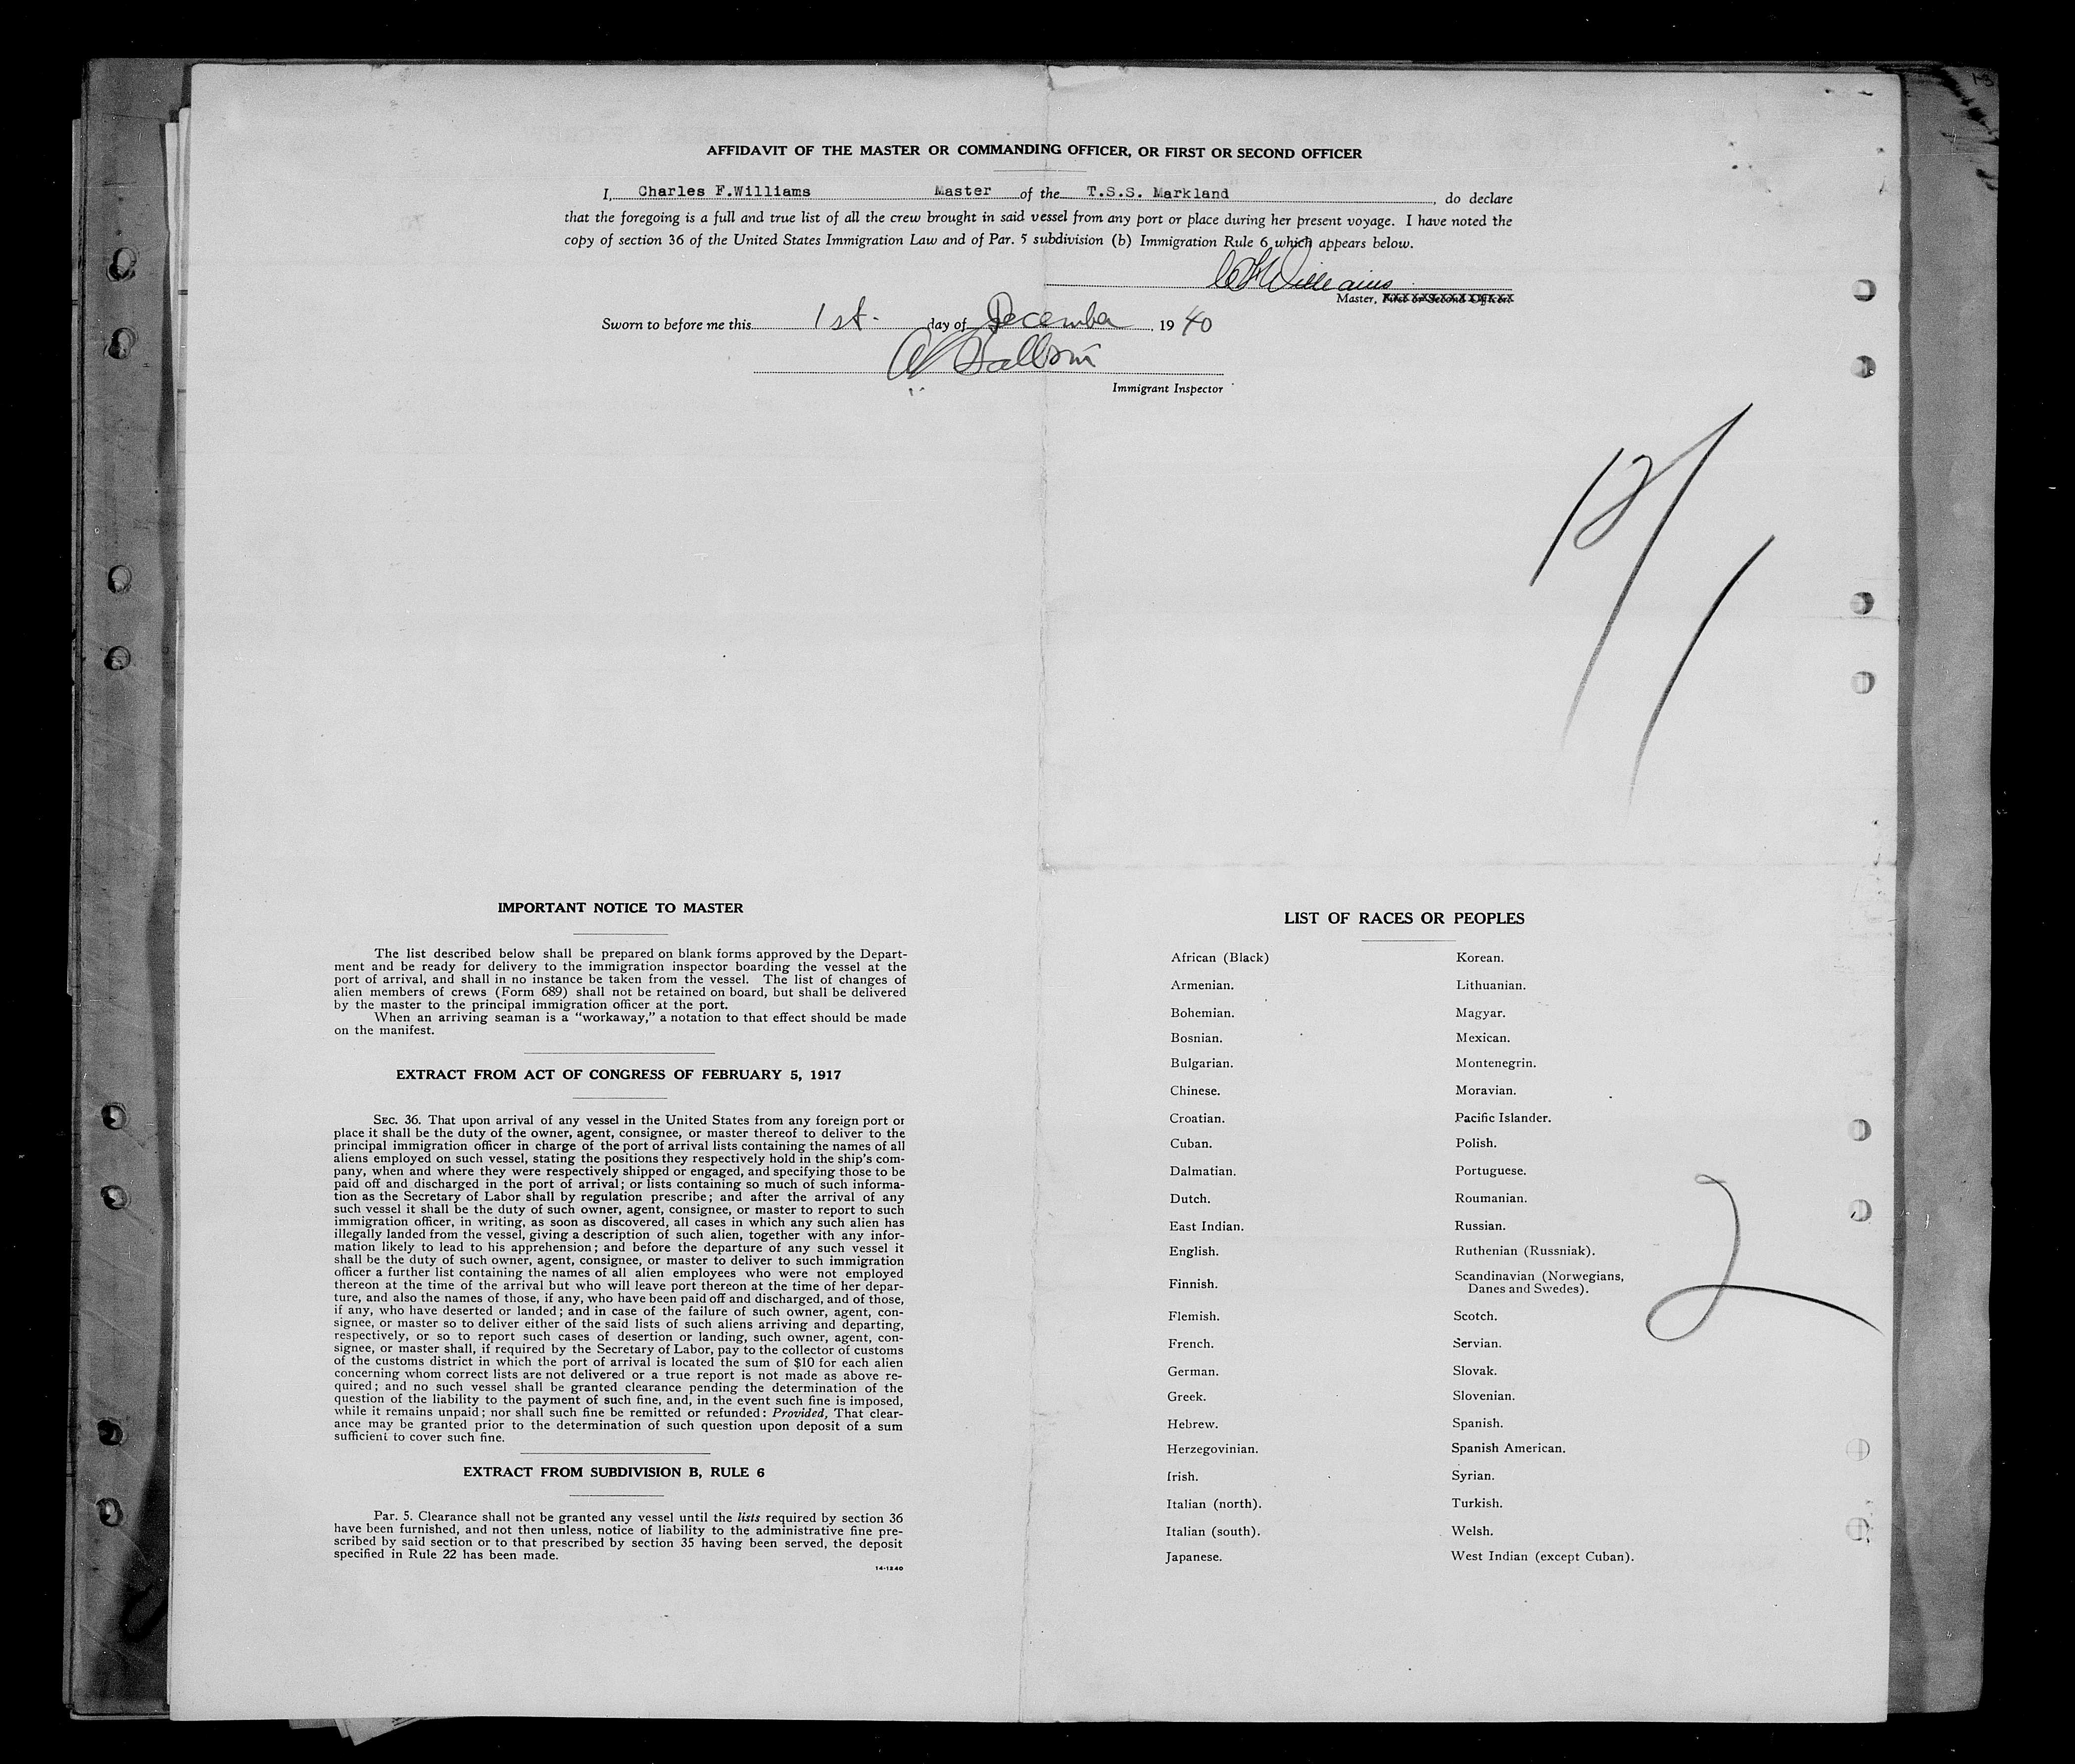 AFFIDAVIT OF THE MASTER OR COMMANDING OFFICER, OR FIRST OR SECOND OFFICER
I, Charles F.Williams Master of the T.S.S. Markland, do declare
that the foregoing is a full and true list of all the crew brought in said vessel from any port or place during her present voyage. I have noted the
copy of section 36 of the United States Immigration Law and of Par. 5 subdivision (b) Immigration Rule 6 which appears below.
CF Williams
Master, First or Second Officer
Sworn to before me this 1st. day of December, 1940
Immigrant Inspector
12/1
IMPORTANT NOTICE TO MASTER
The list described below shall be prepared on blank forms approved by the Depart-
ment and be ready for delivery to the immigration inspector boarding the vessel at the
port of arrival, and shall in no instance be taken from the vessel. The list of changes of
alien members of crews (Form 689) shall not be retained on board, but shall be delivered
by the master to the principal immigration officer at the port.
When an arriving seaman is a “workaway,” a notation to that effect should be made
on the manifest.
EXTRACT FROM ACT OF CONGRESS OF FEBRUARY 5, 1917
SEC. 36. That upon arrival of any vessel in the United States from any foreign port or
place it shall be the duty of the owner, agent, consignee, or master thereof to deliver to the
principal immigration officer in charge of the port of arrival lists containing the names of all
aliens employed on such vessel, stating the positions they respectively hold in the ship's com-
pany, when and where they were respectively shipped or engaged, and specifying those to be
paid off and discharged in the port of arrival; or lists containing so much of such informa-
tion as the Secretary of Labor shall by regulation prescribe; and after the arrival of any
such vessel it shall be the duty of such owner, agent, consignee, or master to report to such
immigration officer, in writing, as soon as discovered, all cases in which any such alien has
illegally landed from the vessel, giving a description of such alien, together with any infor-
mation likely to lead to his apprehension; and before the departure of any such vessel it
shall be the duty of such owner, agent, consignee, or master to deliver to such immigration
officer a further list containing the names of all alien employees who were not employed
thereon at the time of the arrival but who will leave port thereon at the time of her depar-
ture, and also the names of those, if any, who have been paid off and discharged, and of those,
if any, who have deserted or landed; and in case of the failure of such owner, agent, con-
signee, or master so to deliver either of the said lists of such aliens arriving and departing,
respectively, or so to report such cases of desertion or landing, such owner, agent, con-
signee, or master shall, if required by the Secretary of Labor, pay to the collector of customs
of the customs district in which the port of arrival is located the sum of $10 for each alien
concerning whom correct lists are not delivered or a true report is not made as above re-
quired; and no such vessel shall be granted clearance pending the determination of the
question of the liability to the payment of such fine, and, in the event such fine is imposed,
while it remains unpaid; nor shall such fine be remitted or refunded: Provided, That clear-
ance may be granted prior to the determination of such question upon deposit of a sum
sufficient to cover such fine.
EXTRACT FROM SUBDIVISION B, RULE 6
Par. 5. Clearance shall not be granted any vessel until the lists required by section 36
have been furnished, and not then unless, notice of liability to the administrative fine pre-
scribed by said section or to that prescribed by section 35 having been served, the deposit
specified in Rule 22 has been made.
14-1240
LIST OF RACES OR PEOPLES
African (Black)
Armenian.
Bohemian.
Bosnian.
Bulgarian.
Chinese.
Croatian.
Cuban.
Dalmatian.
Dutch.
East Indian.
English.
Finnish.
Flemish.
French.
German.
Greek.
Hebrew.
Herzegovinian.
Irish.
Italian (north).
Italian (south).
Japanese.
Korean.
Lithuanian.
Magyar.
Mexican.
Montenegrin.
Moravian.
Pacific Islander.
Polish.
Portuguese.
Roumanian.
Russian.
Ruthenian (Russniak).
Scandinavian (Norwegians,
Danes and Swedes).
Scotch.
Servian.
Slovak.
Slovenian.
Spanish.
Spanish American.
Syrian.
Turkish.
Welsh.
West Indian (except Cuban).
2